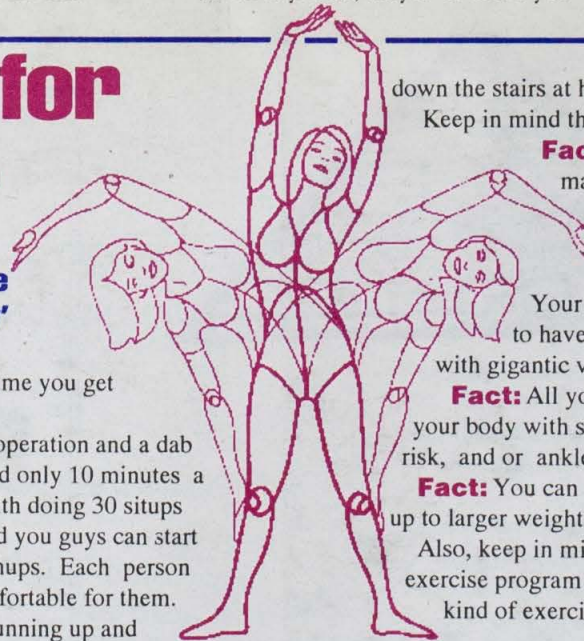 for
e
,
me you get
operation and a dab
d only 10 minutes a
th doing 30 situps
d you guys can start
hups. Each person
fortable for them.
unning up and
down the stairs at h
Keep in mind th
Fac
ma
Your
to have
with gigantic v
Fact: All yo
your body with s
risk, and or ankle
Fact: You can
up to larger weight
Also, keep in mi
exercise program
kind of exerci